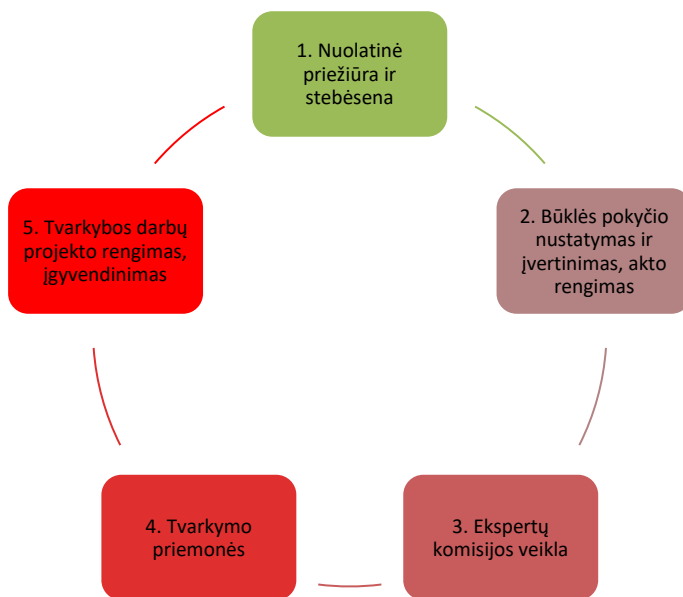 1. Nuolatinė
priežiūra ir
stebėsena
2. Būklės pokyčio
nustatymas ir
įvertinimas, akto
rengimas
3. Ekspertų
komisijos veikla
4. Tvarkymo
priemonės
5. Tvarkybos darbų
projekto rengimas,
įgyvendinimas